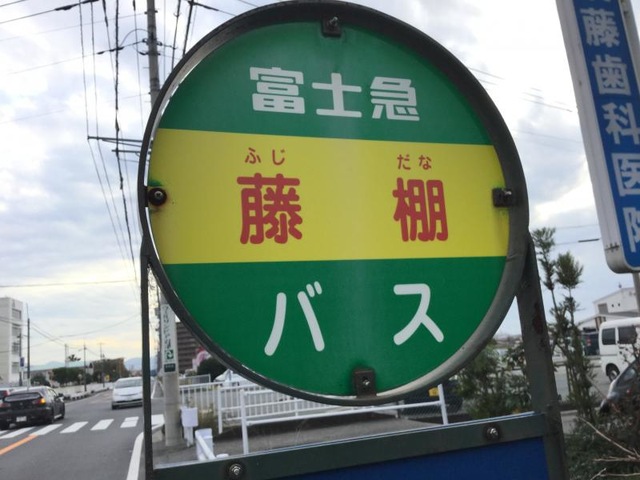 富士急
ふじ だな
藤棚
バス
藤歯科医院